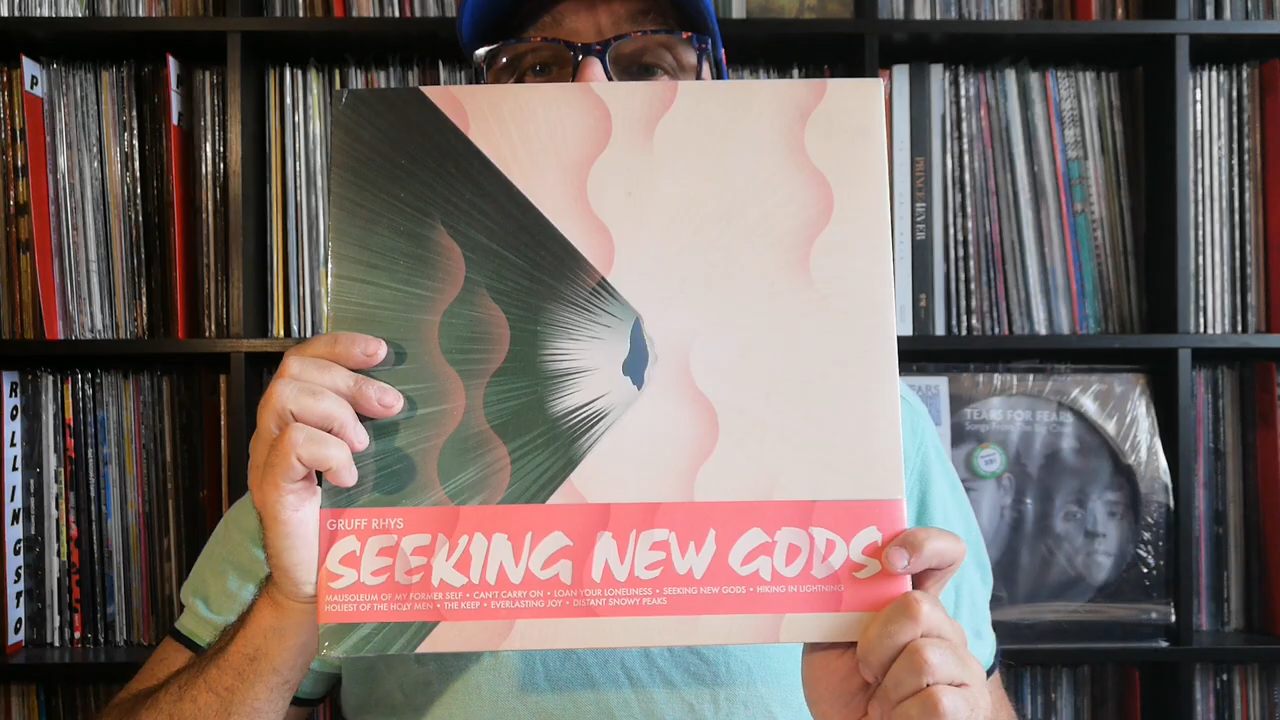 P
PRINCE 4EVER
ROLLINGSTO
TEARS FOR FEARS
Songs From The Big Chair
GRUFF RHYS
SEEKING NEW GODS
MAUSOLEUM OF MY FORMER SELF • CAN'T CARRY ON • LOAN YOUR LONELINESS • SEEKING NEW GODS • HIKING IN LIGHTNING
HOLIEST OF THE HOLY MEN • THE KEEP • EVERLASTING JOY • DISTANT SNOWY PEAKS